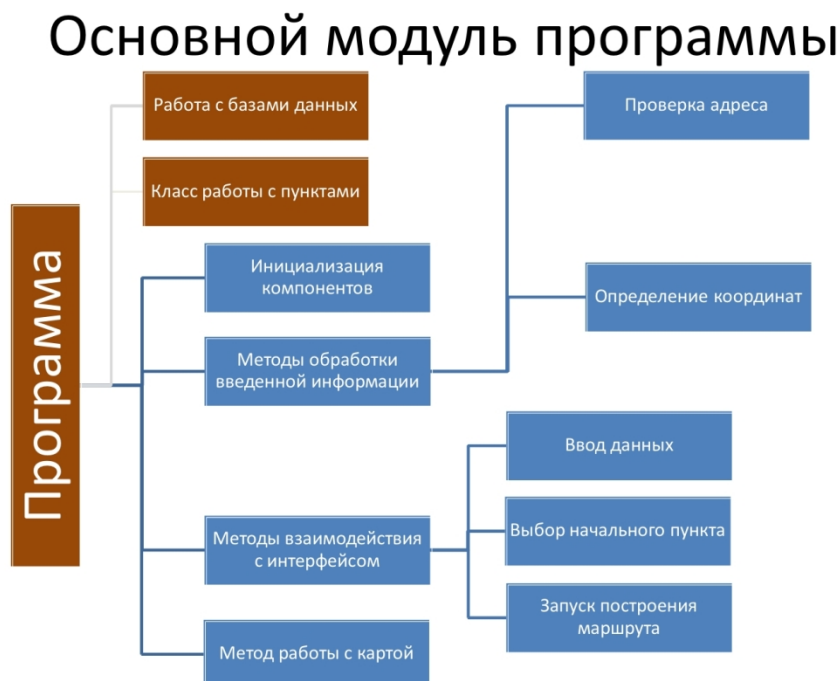 Основной модуль программы
Программа
Работа с базами данных
Класс работы с пунктами
Инициализация
компонентов
Методы обработки
введенной информации
Проверка адреса
Определение координат
Методы взаимодействия
с интерфейсом
Ввод данных
Выбор начального пункта
Запуск построения
маршрута
Метод работы с картой